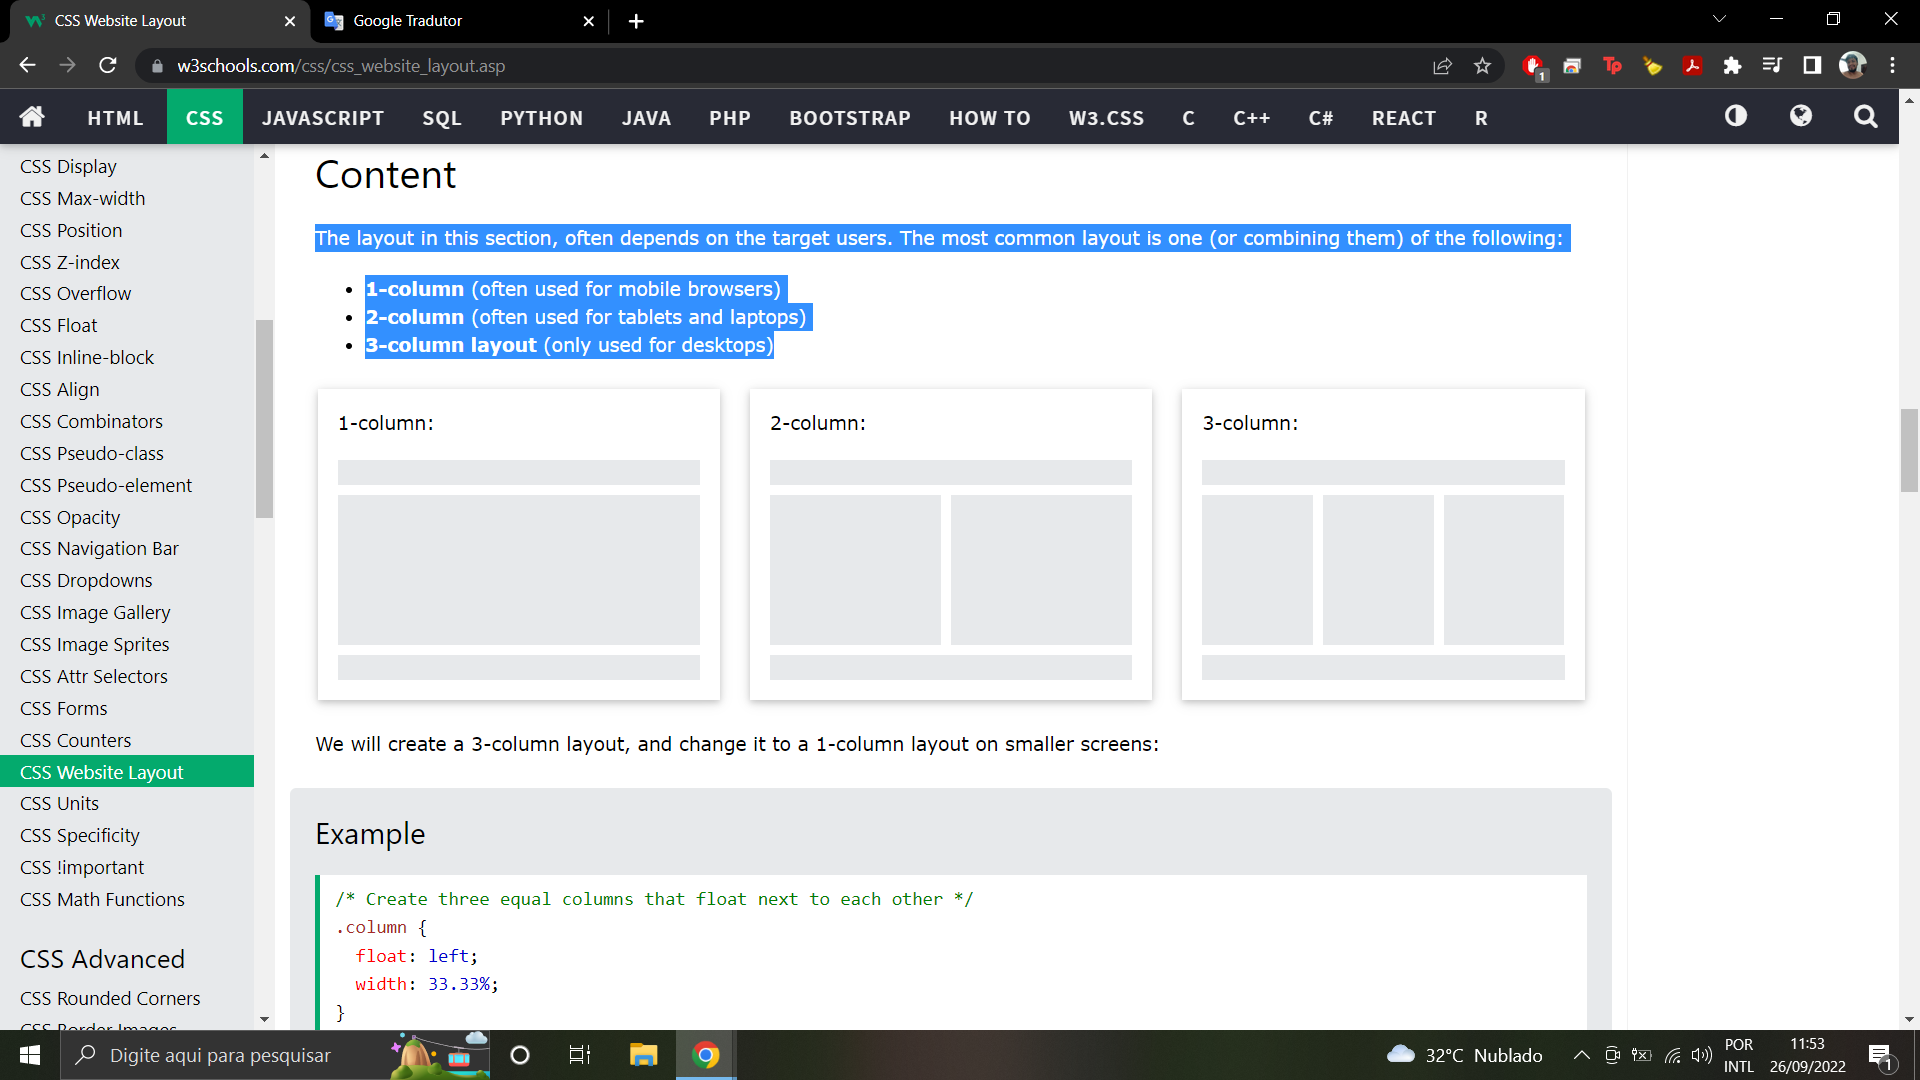 CSS Website Layout
Google Tradutor
w3schools.com/css/css_website_layout.asp
1
HTML CSS JAVASCRIPT SQL PYTHON JAVA PHP BOOTSTRAP HOW TO W3.CSS C C++ C# REACT R
CSS Display
CSS Max-width
CSS Position
CSS Z-index
CSS Overflow
CSS Float
CSS Inline-block
CSS Align
CSS Combinators
CSS Pseudo-class
CSS Pseudo-element
CSS Opacity
CSS Navigation Bar
CSS Dropdowns
CSS Image Gallery
CSS Image Sprites
CSS Attr Selectors
CSS Forms
CSS Counters
CSS Website Layout
CSS Units
CSS Specificity
CSS !important
CSS Math Functions
CSS Advanced
CSS Rounded Corners
CSS Border Images
Content
The layout in this section, often depends on the target users. The most common layout is one (or combining them) of the following:
1-column (often used for mobile browsers)
2-column (often used for tablets and laptops)
3-column layout (only used for desktops)
1-column:
2-column:
3-column:
We will create a 3-column layout, and change it to a 1-column layout on smaller screens:
Example
/* Create three equal columns that float next to each other */
.column {
float: left;
width: 33.33%;
}
Digite aqui para pesquisar
32°C Nublado
POR
INTL
11:53
26/09/2022
1